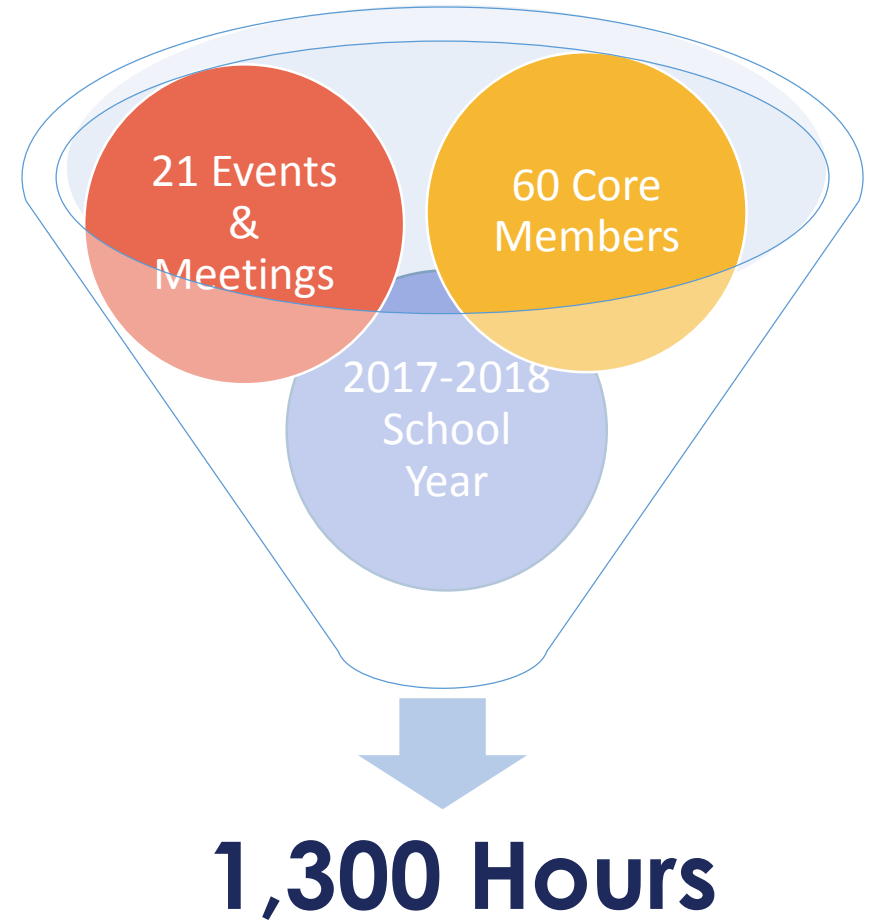 21 Events
&
Meetings
60 Core
Members
2017-2018
School
Year
1,300 Hours